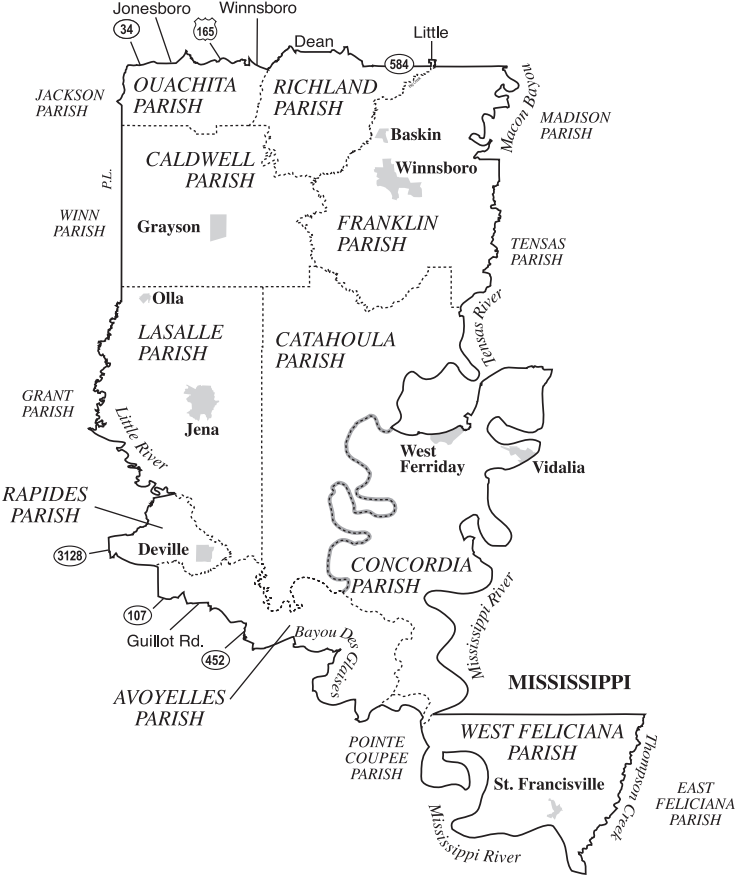 Jonesboro
Winnsboro
34
165
Dean
Little
584
OUACHITA
PARISH
RICHLAND
PARISH
JACKSON
PARISH
Macon Bayou
MADISON
PARISH
Baskin
CALDWELL
PARISH
Winnsboro
P.L.
WINN
PARISH
Grayson
FRANKLIN
PARISH
TENSAS
PARISH
Olla
Tensas River
LASALLE
PARISH
CATAHOULA
PARISH
GRANT
PARISH
Little River
Jena
West
Ferriday
Vidalia
RAPIDES
PARISH
3128
Deville
CONCORDIA
PARISH
107
Guillot Rd.
452
Bayou Des Glaises
Mississippi River
AVOYELLES
PARISH
MISSISSIPPI
WEST FELICIANA
PARISH
POINTE
COUPEE
PARISH
St. Francisville
Thompson Creek
EAST
FELICIANA
PARISH
Mississippi River